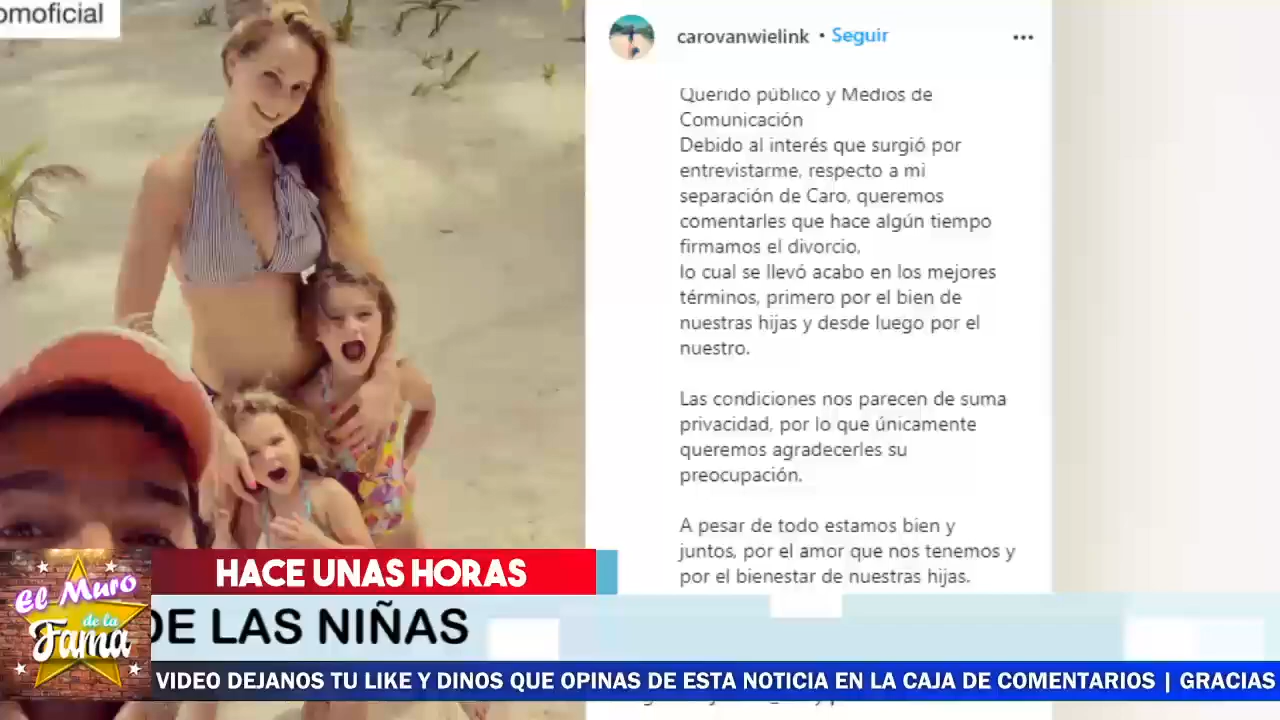 omoficial
carovanwielink • Seguir
Querido público y Medios de
Comunicación
Debido al interés que surgió por
entrevistarme, respecto a mi
separación de Caro, queremos
comentarles que hace algún tiempo
firmamos el divorcio,
lo cual se llevó acabo en los mejores
términos, primero por el bien de
nuestras hijas y desde luego por el
nuestro.
Las condiciones nos parecen de suma
privacidad, por lo que únicamente
queremos agradecerles su
preocupación.
A pesar de todo estamos bien y
juntos, por el amor que nos tenemos y
por el bienestar de nuestras hijas.
HACE UNAS HORAS
El Muro
de la
Fama
DE LAS NIÑAS
VIDEO DEJANOS TU LIKE Y DINOS QUE OPINAS DE ESTA NOTICIA EN LA CAJA DE COMENTARIOS | GRACIAS